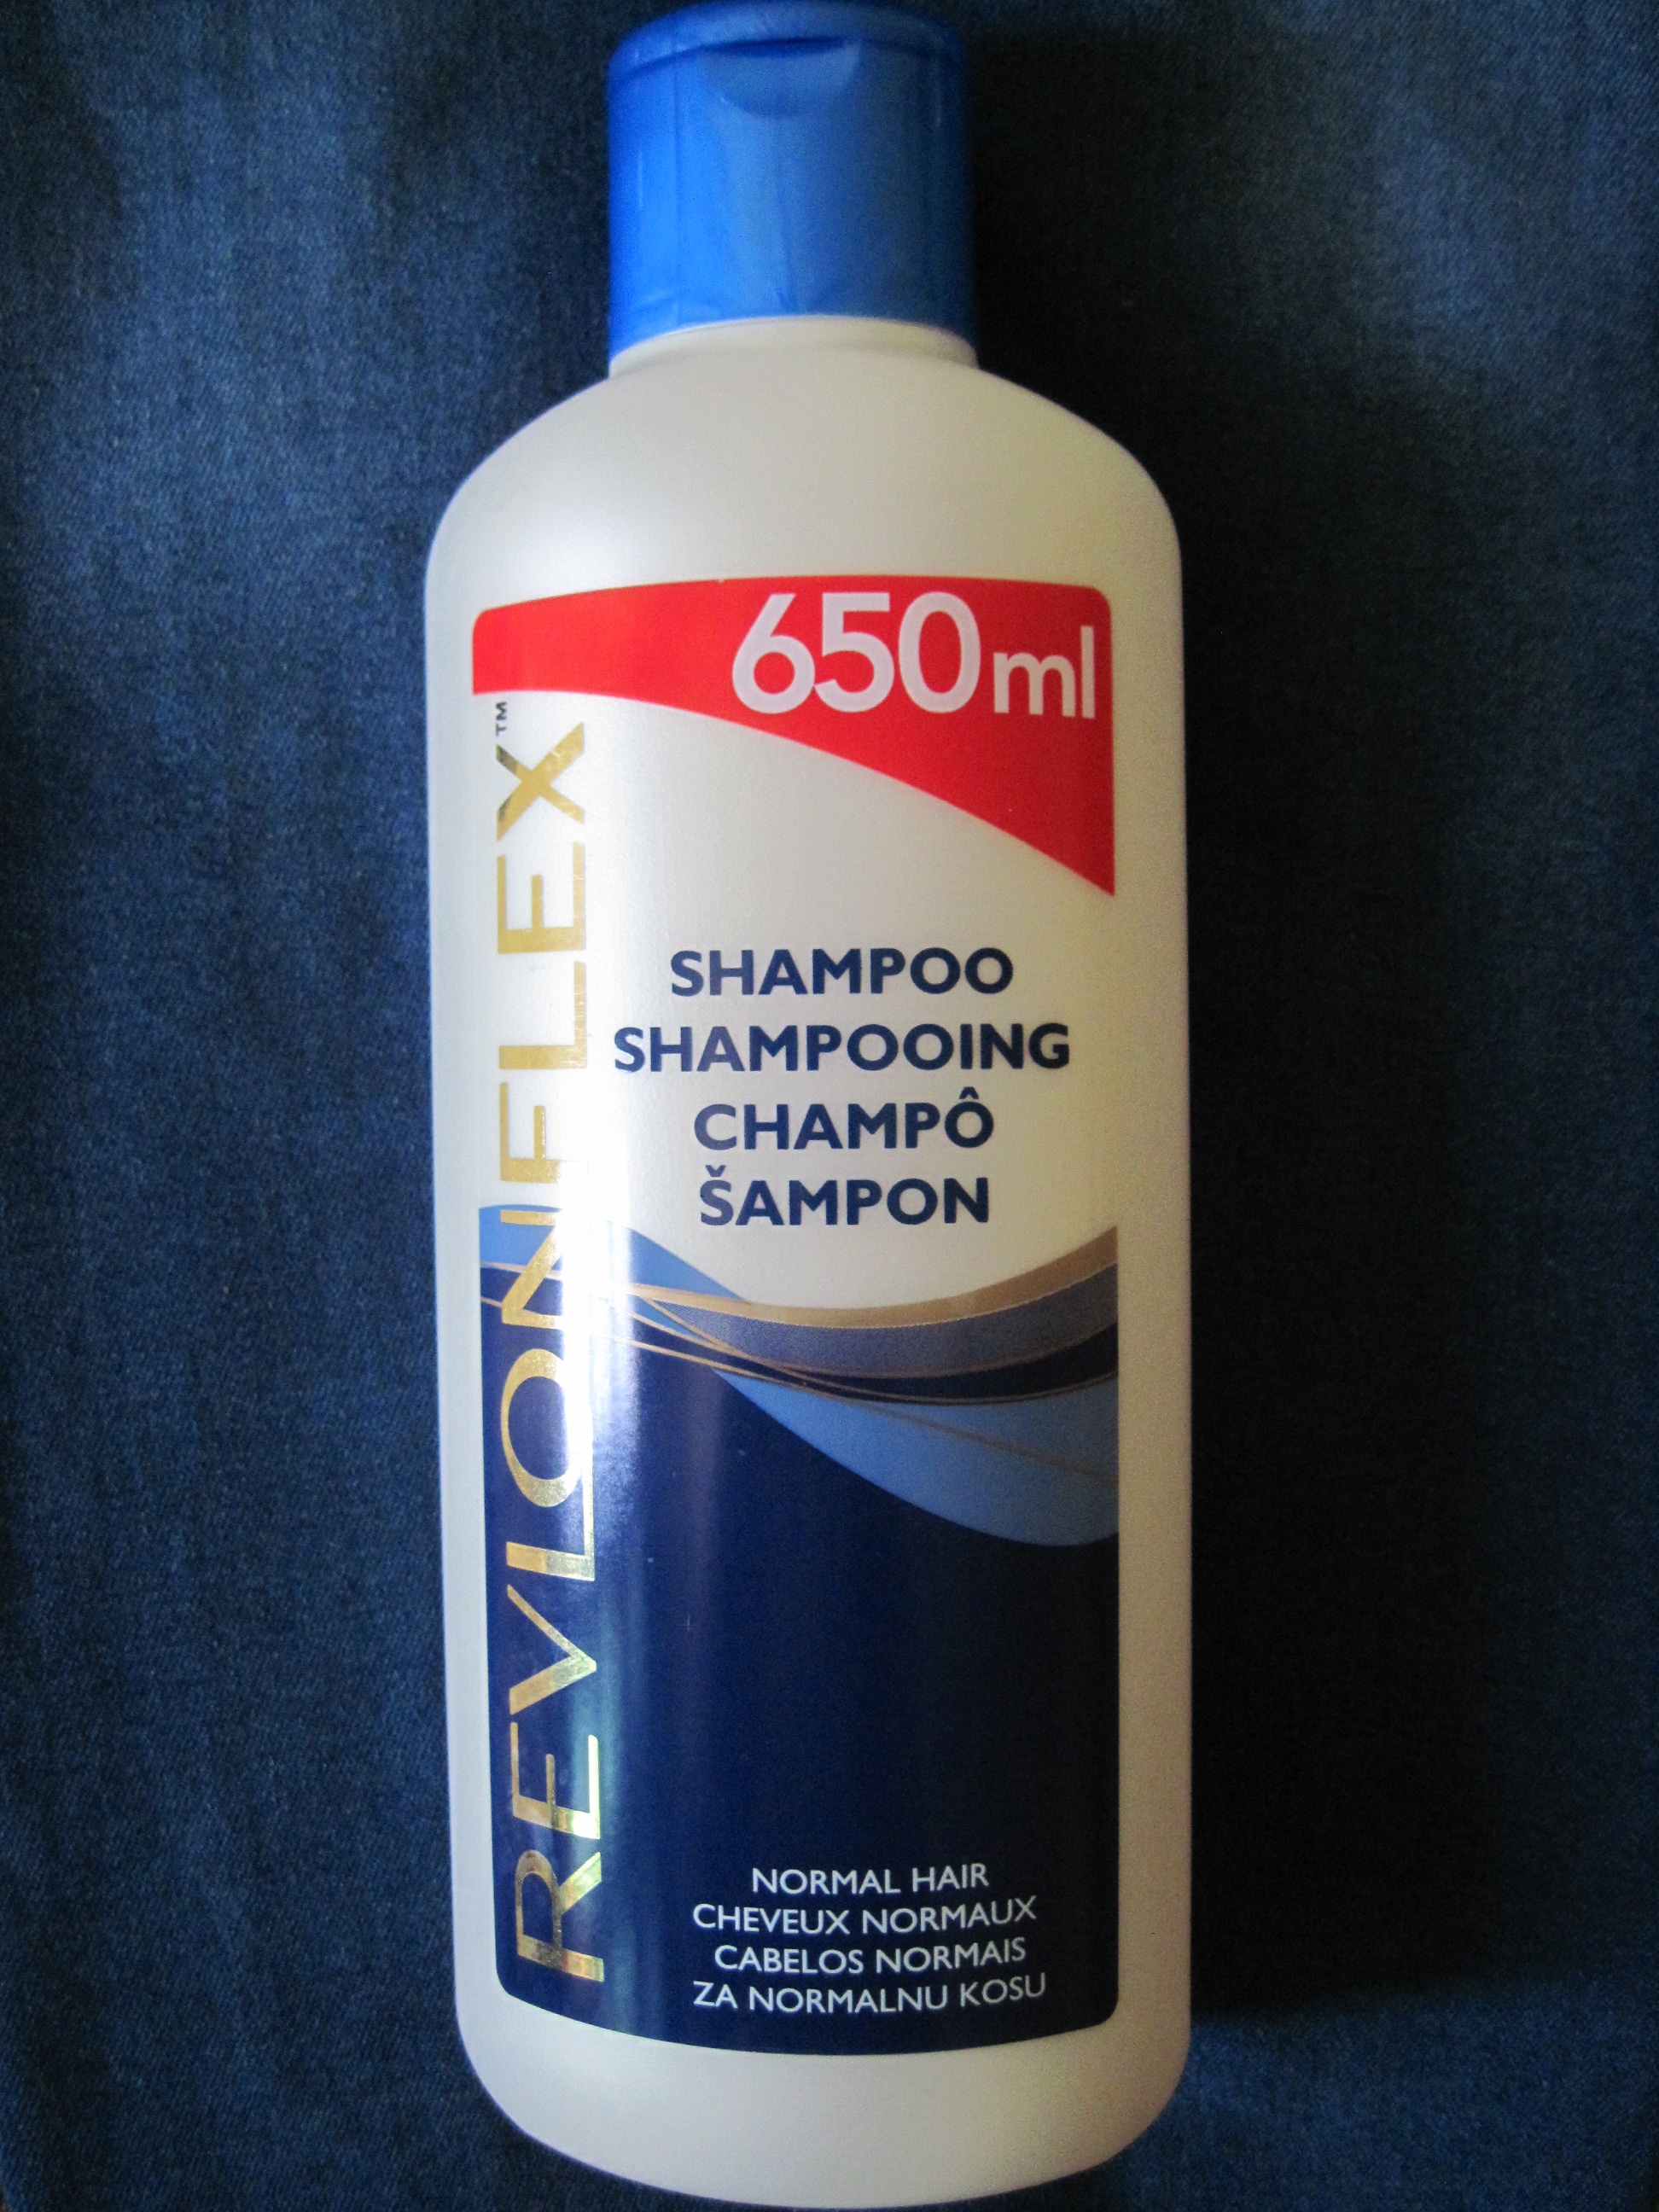 650ml
REVLONFLEX™
SHAMPOO
SHAMPOOING
CHAMPÔ
ŠAMPON
NORMAL HAIR
CHEVEUX NORMAUX
CABELOS NORMAIS
ZA NORMALNU KOSU